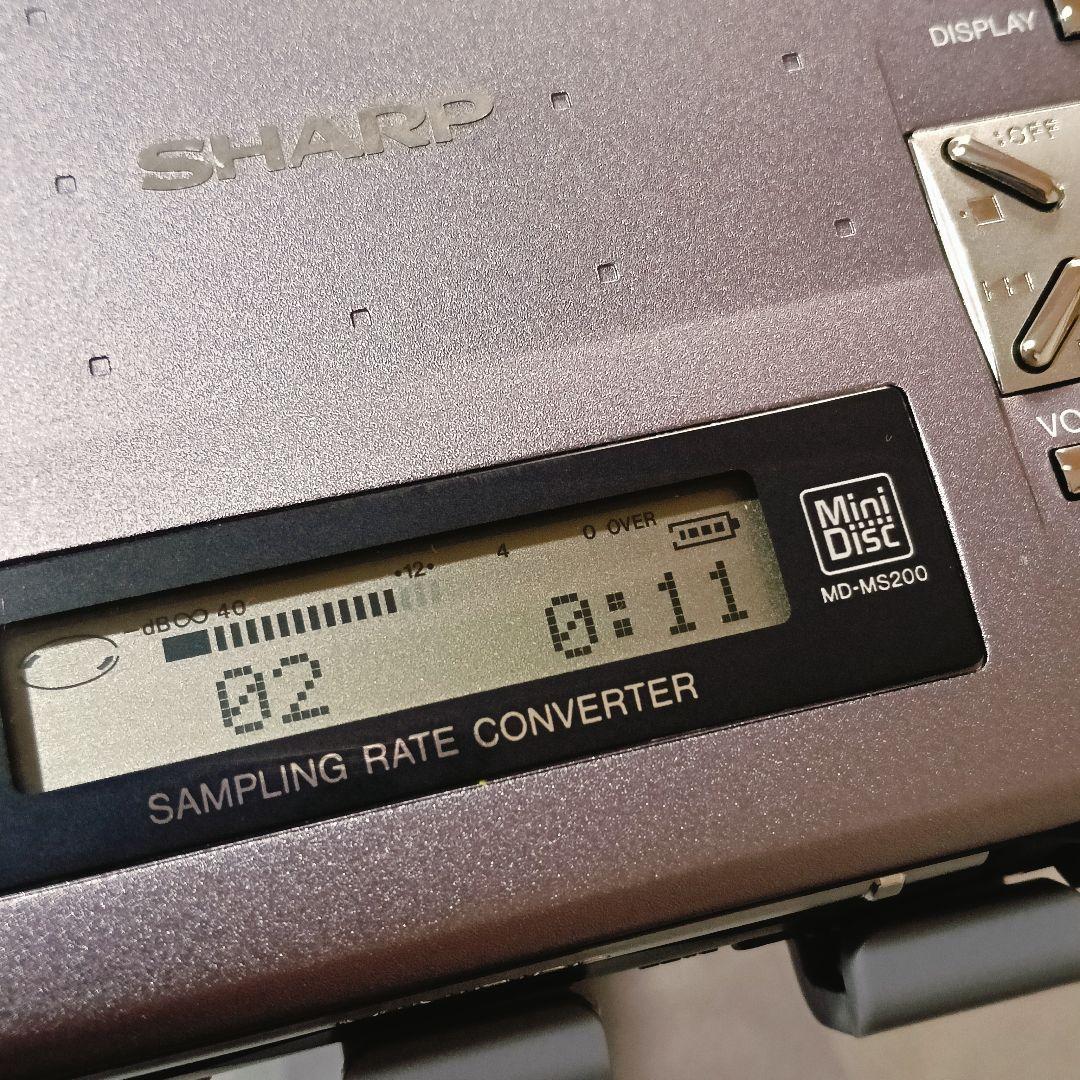 DISPLAY
SHARP
:OFF
VO
Mini
Disc
MD-MS200
dB∞ 40 •12• 4 0 OVER
02 0:11
SAMPLING RATE CONVERTER